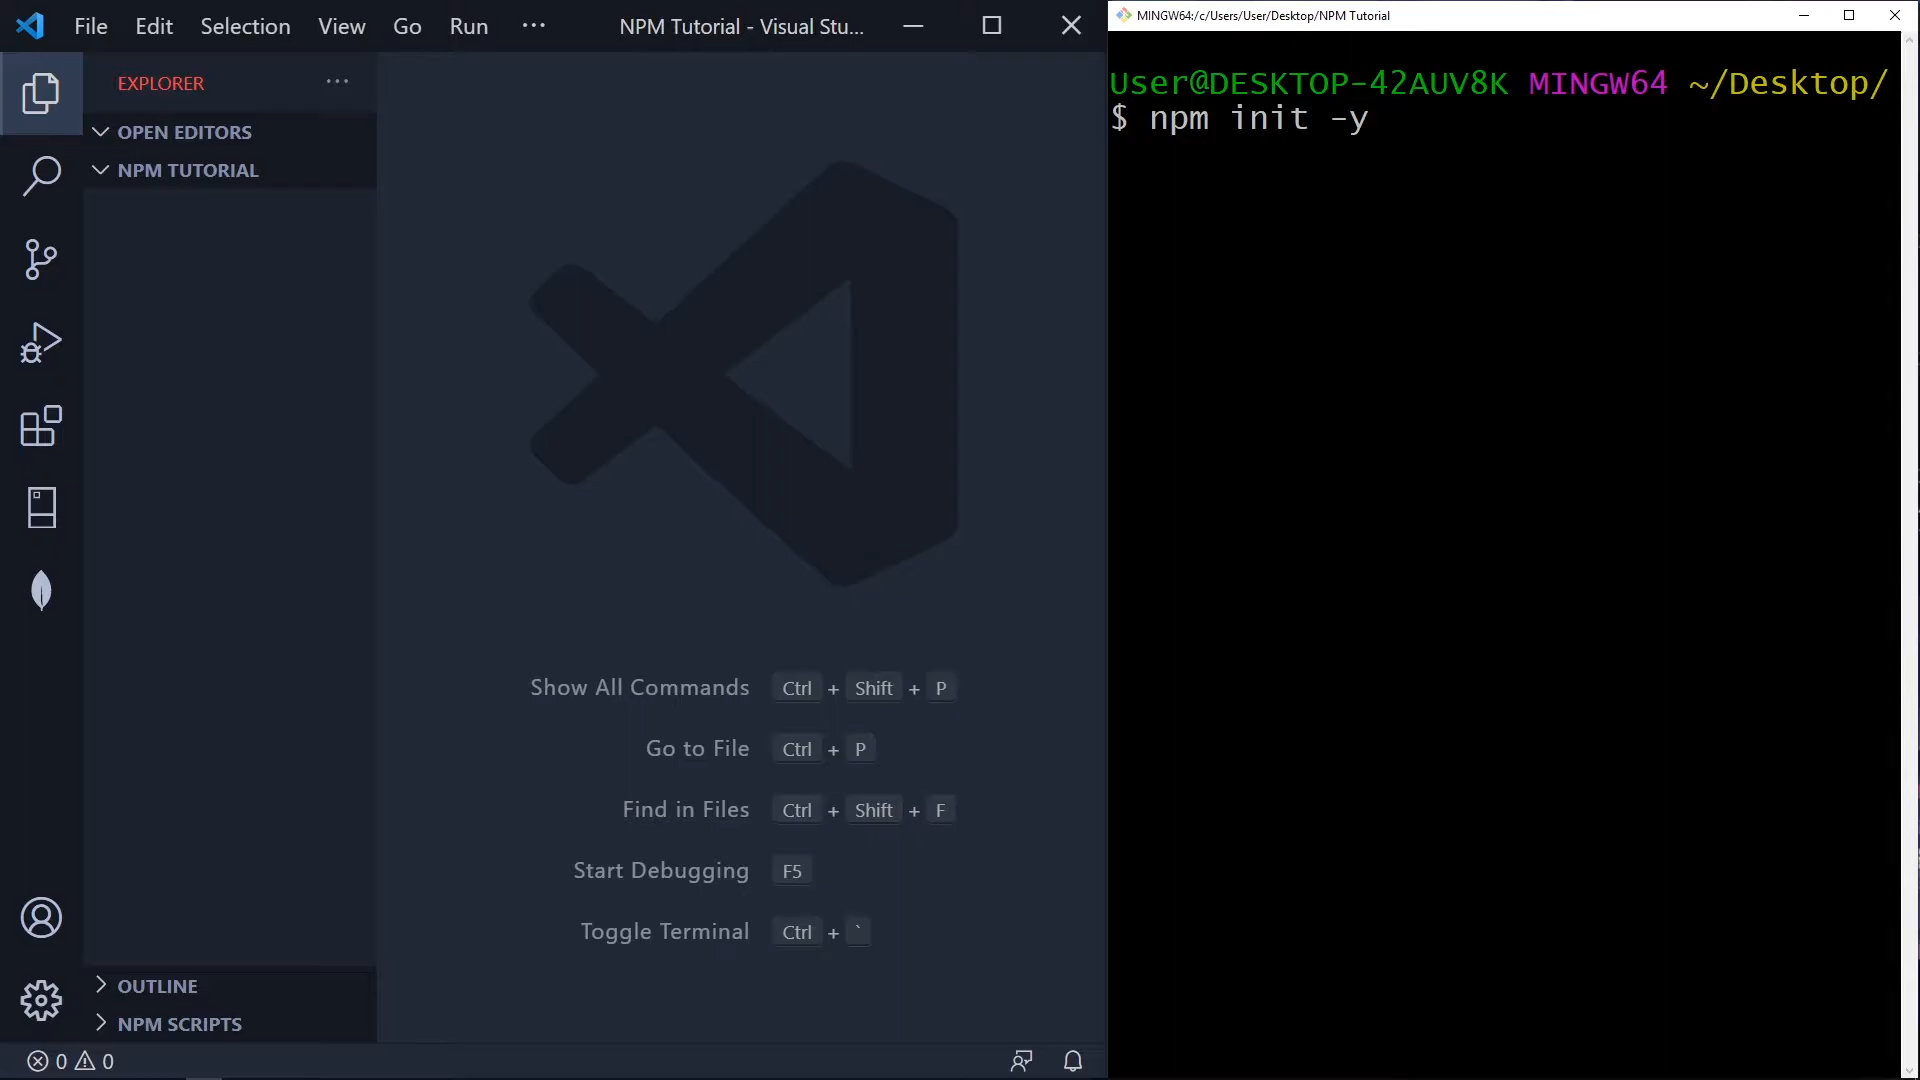 File Edit Selection View Go Run ··· NPM Tutorial - Visual Stu...
EXPLORER ···
OPEN EDITORS
NPM TUTORIAL
Show All Commands Ctrl + Shift + P
Go to File Ctrl + P
Find in Files Ctrl + Shift + F
Start Debugging F5
Toggle Terminal Ctrl + `
OUTLINE
NPM SCRIPTS
0 0
MINGW64:/c/Users/User/Desktop/NPM Tutorial
User@DESKTOP-42AUV8K MINGW64 ~/Desktop/
$ npm init -y